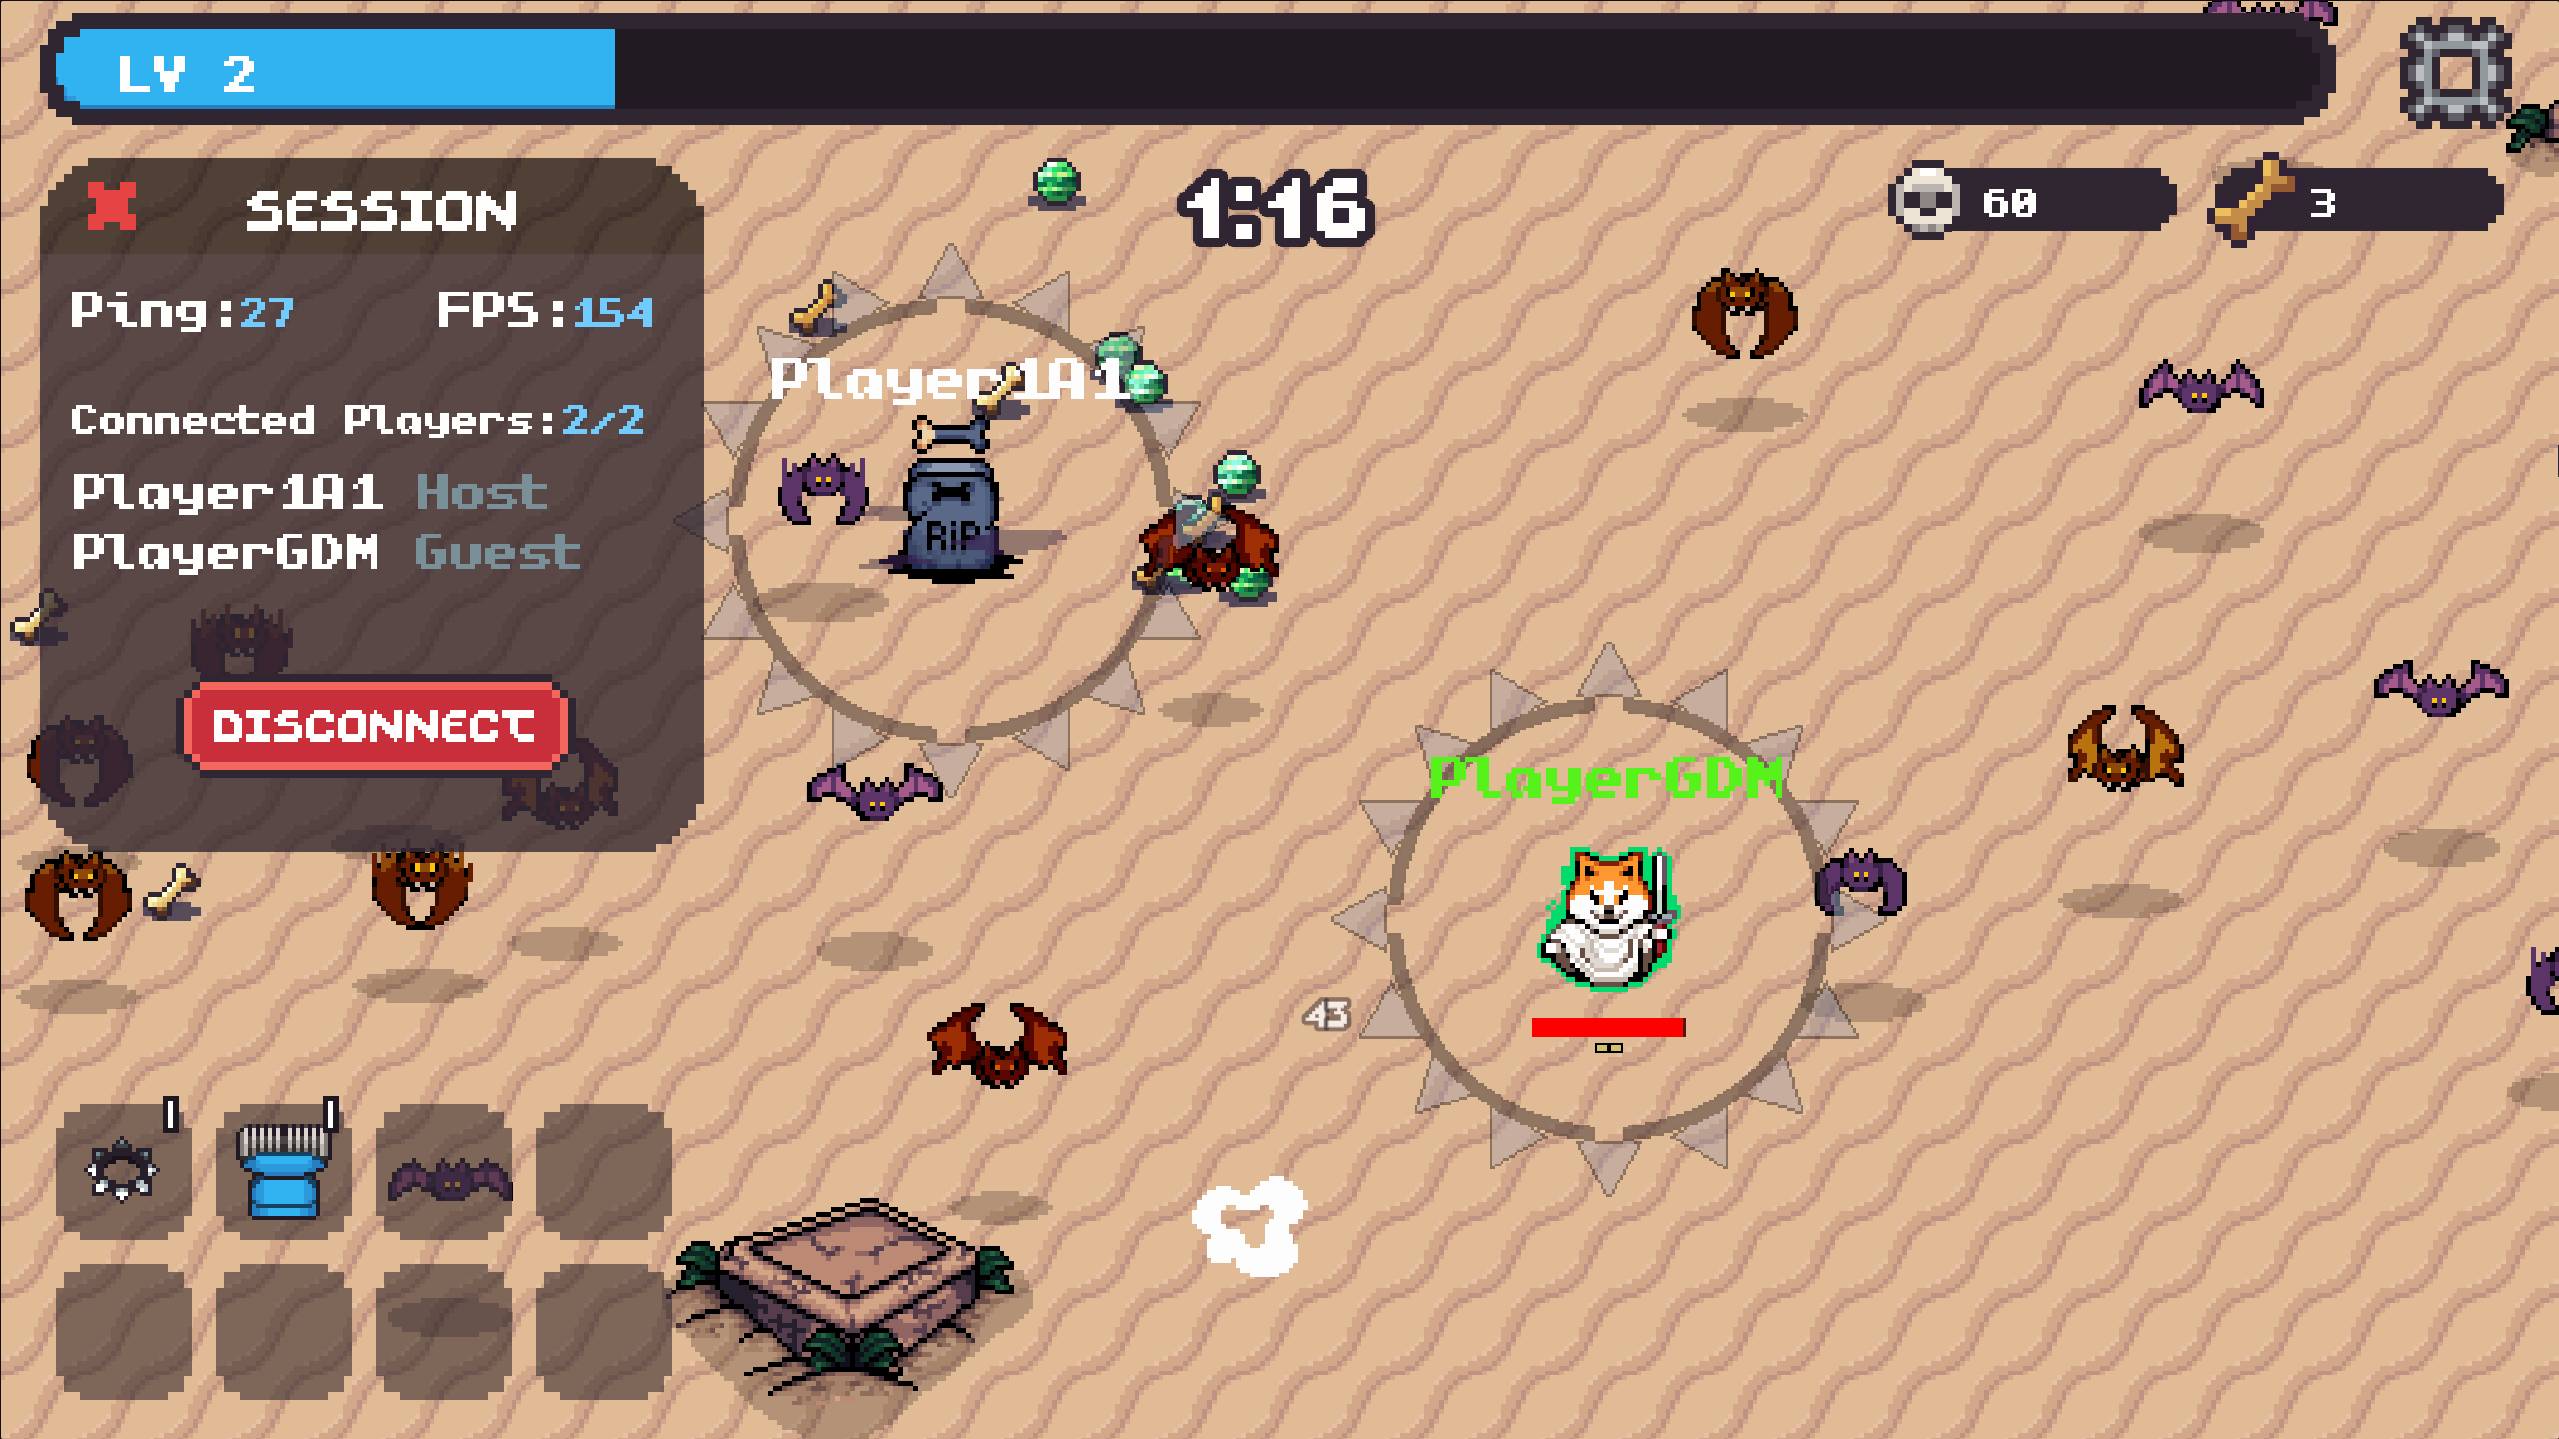 LV 2
1:16
60
3
SESSION
Ping:27
FPS:154
Connected Players:2/2
Player1A1 Host
PlayerGDM Guest
DISCONNECT
Player1A1
RiP
PlayerGDM
43
I
I